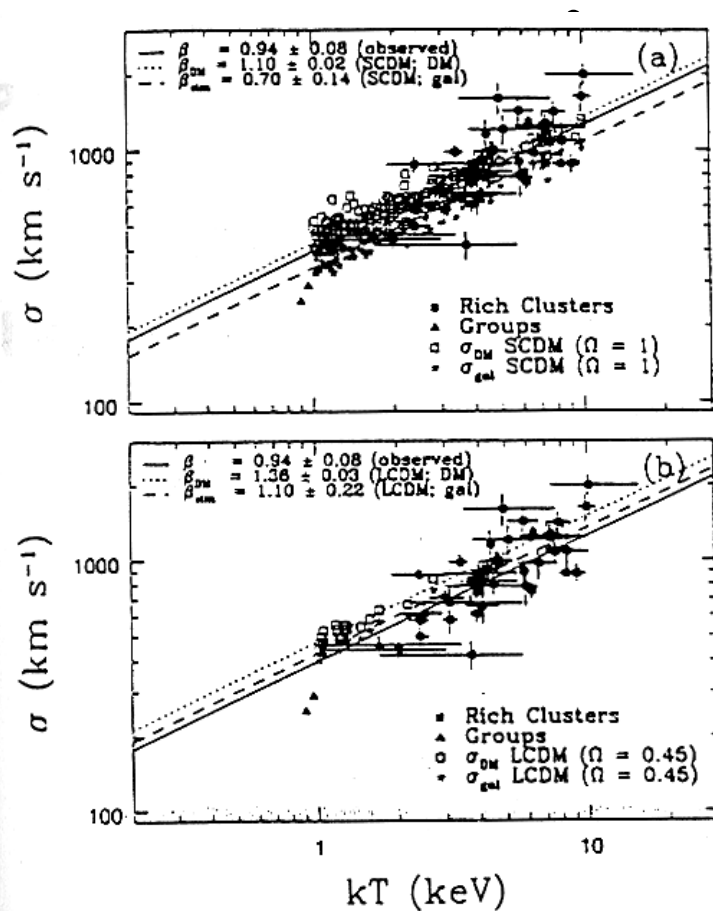 β = 0.94 ± 0.08 (observed)
β_DM = 1.10 ± 0.02 (SCDM; DM)
β = 0.70 ± 0.14 (SCDM; gal)
(a)
1000
σ (km s⁻¹)
Rich Clusters
Groups
σ_DM SCDM (Ω = 1)
σ_gal SCDM (Ω = 1)
100
β = 0.94 ± 0.08 (observed)
β_DM = 1.36 ± 0.03 (LCDM; DM)
β = 1.10 ± 0.22 (LCDM; gal)
(b)
1000
σ (km s⁻¹)
Rich Clusters
Groups
σ_DM LCDM (Ω = 0.45)
σ_gal LCDM (Ω = 0.45)
100
1 10
kT (keV)